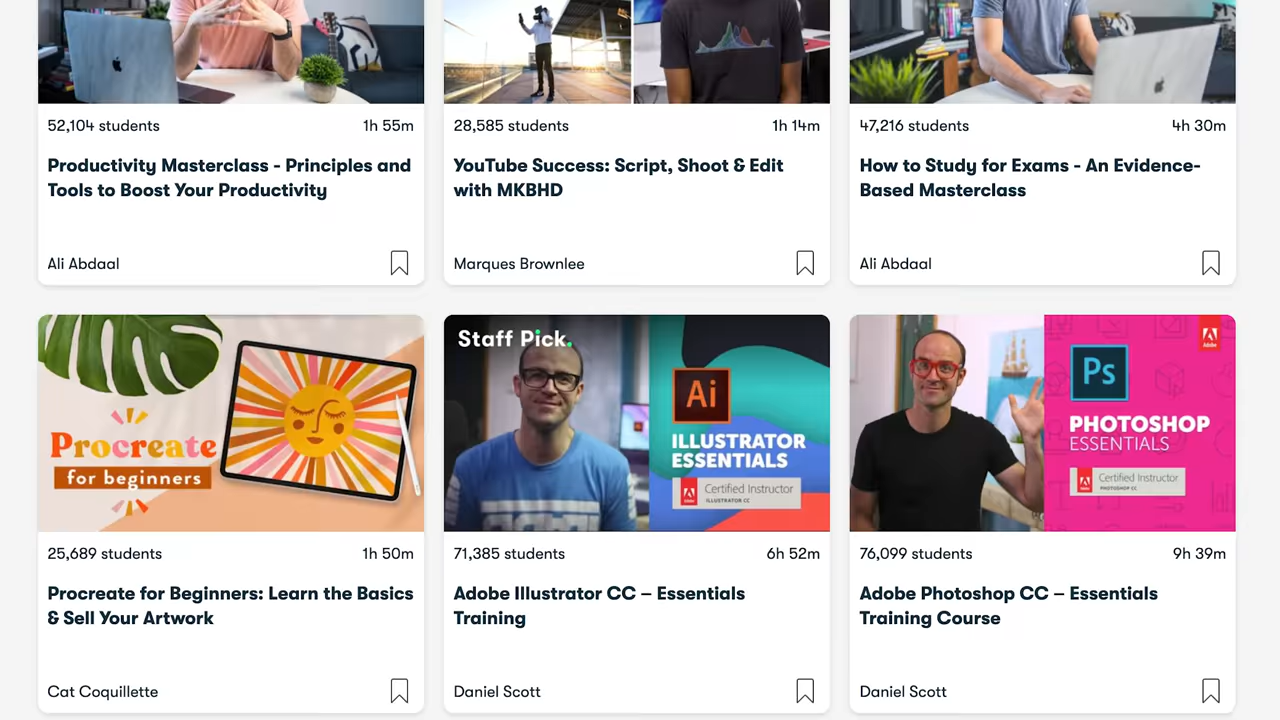 52,104 students 1h 55m
Productivity Masterclass - Principles and
Tools to Boost Your Productivity
Ali Abdaal
28,585 students 1h 14m
YouTube Success: Script, Shoot & Edit
with MKBHD
Marques Brownlee
47,216 students 4h 30m
How to Study for Exams - An Evidence-
Based Masterclass
Ali Abdaal
Procreate
for beginners
25,689 students 1h 50m
Procreate for Beginners: Learn the Basics
& Sell Your Artwork
Cat Coquillette
Staff Pick.
Ai
ILLUSTRATOR
ESSENTIALS
Adobe
Certified Instructor
ILLUSTRATOR CC
71,385 students 6h 52m
Adobe Illustrator CC – Essentials
Training
Daniel Scott
Adobe
Ps
PHOTOSHOP
ESSENTIALS
Adobe
Certified Instructor
PHOTOSHOP CC
76,099 students 9h 39m
Adobe Photoshop CC – Essentials
Training Course
Daniel Scott